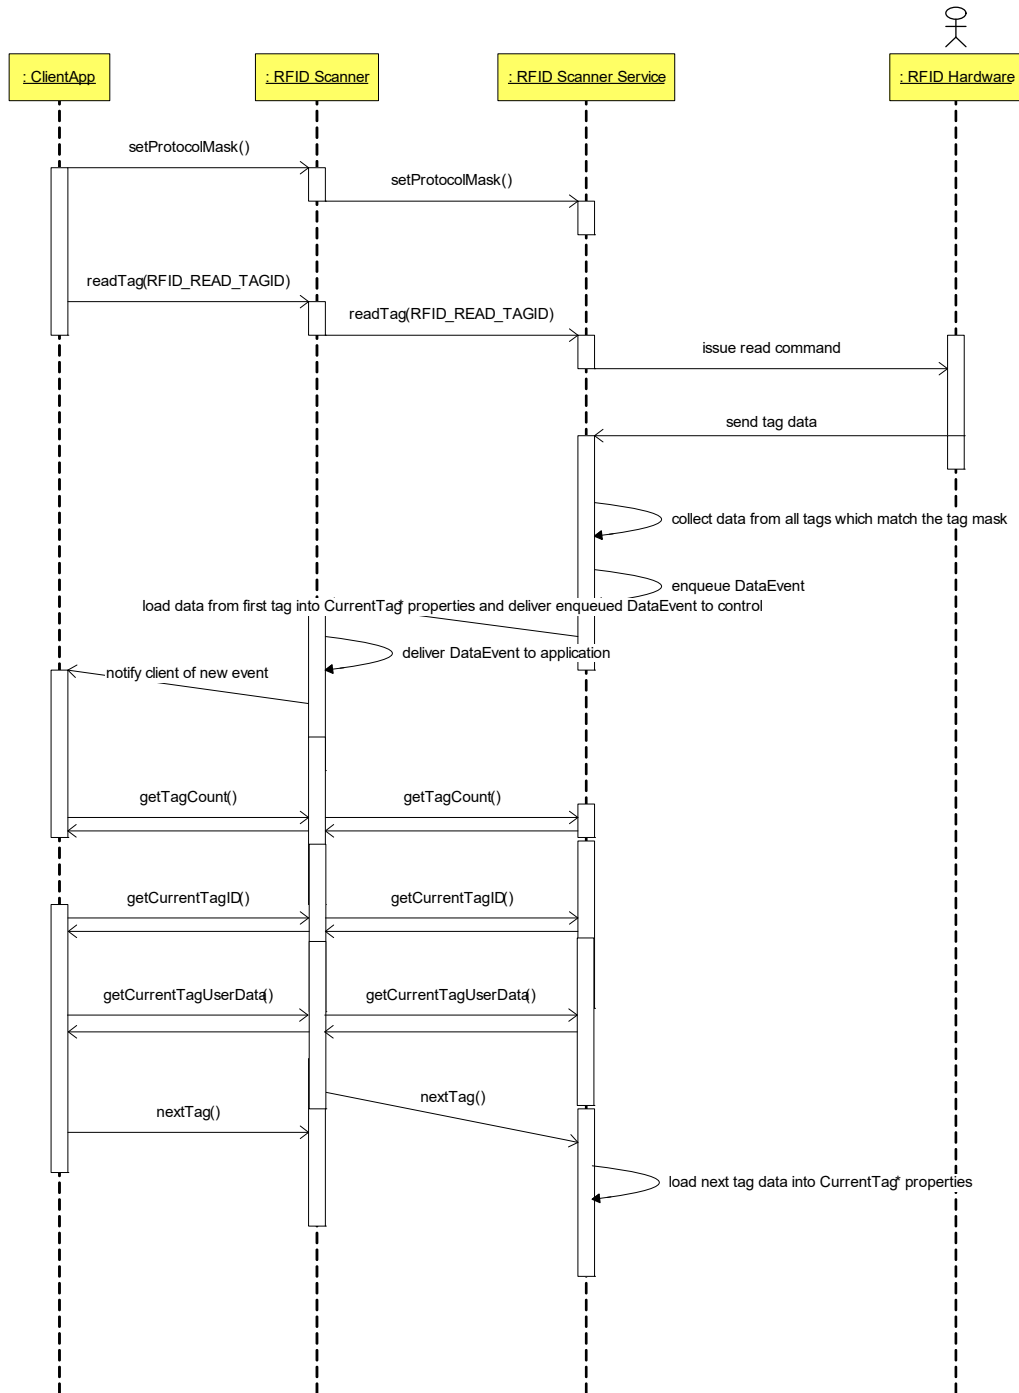 : ClientApp
: RFID Scanner
: RFID Scanner Service
: RFID Hardware
setProtocolMask()
setProtocolMask()
readTag(RFID_READ_TAGID)
readTag(RFID_READ_TAGID)
issue read command
send tag data
collect data from all tags which match the tag mask
enqueue DataEvent
load data from first tag into CurrentTag* properties and deliver enqueued DataEvent to control
deliver DataEvent to application
notify client of new event
getTagCount()
getTagCount()
getCurrentTagID()
getCurrentTagID()
getCurrentTagUserData()
getCurrentTagUserData()
nextTag()
nextTag()
load next tag data into CurrentTag* properties